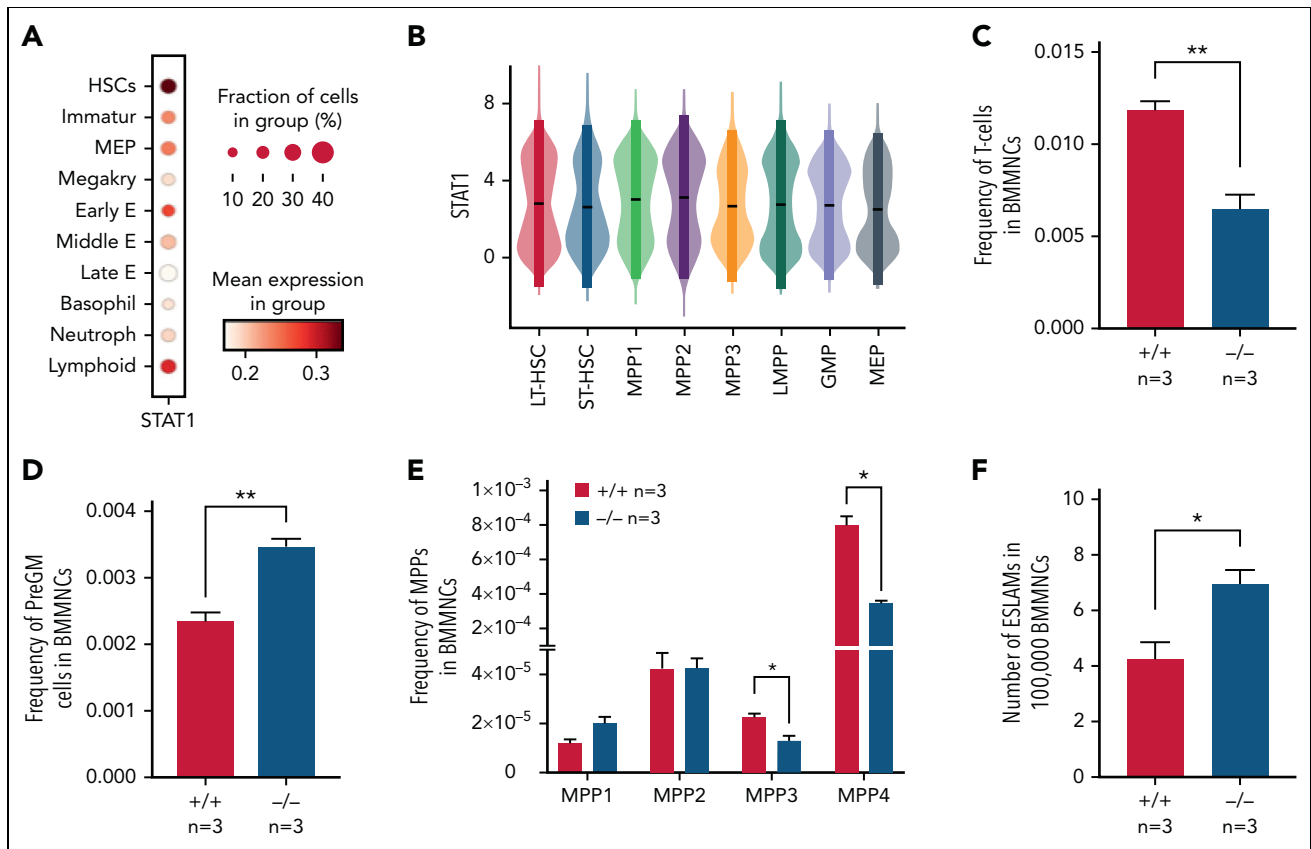 A
HSCs
Immatur
MEP
Megakry
Early E
Middle E
Late E
Basophil
Neutroph
Lymphoid
STAT1
Fraction of cells
in group (%)
10 20 30 40
Mean expression
in group
0.2 0.3
B
STAT1
8
4
0
LT-HSC
ST-HSC
MPP1
MPP2
MPP3
LMPP
GMP
MEP
C
Frequency of T-cells
in BMMNCs
0.015
0.010
0.005
0.000
**
+/+ −/−
n=3 n=3
D
Frequency of PreGM
cells in BMMNCs
0.004
0.003
0.002
0.001
0.000
**
+/+ −/−
n=3 n=3
E
Frequency of MPPs
in BMMNCs
1×10⁻³
8×10⁻⁴
6×10⁻⁴
4×10⁻⁴
2×10⁻⁴
4×10⁻⁵
2×10⁻⁵
0
+/+ n=3
−/− n=3
*
*
MPP1 MPP2 MPP3 MPP4
F
Number of ESLAMs in
100,000 BMMNCs
10
8
6
4
2
0
*
+/+ −/−
n=3 n=3